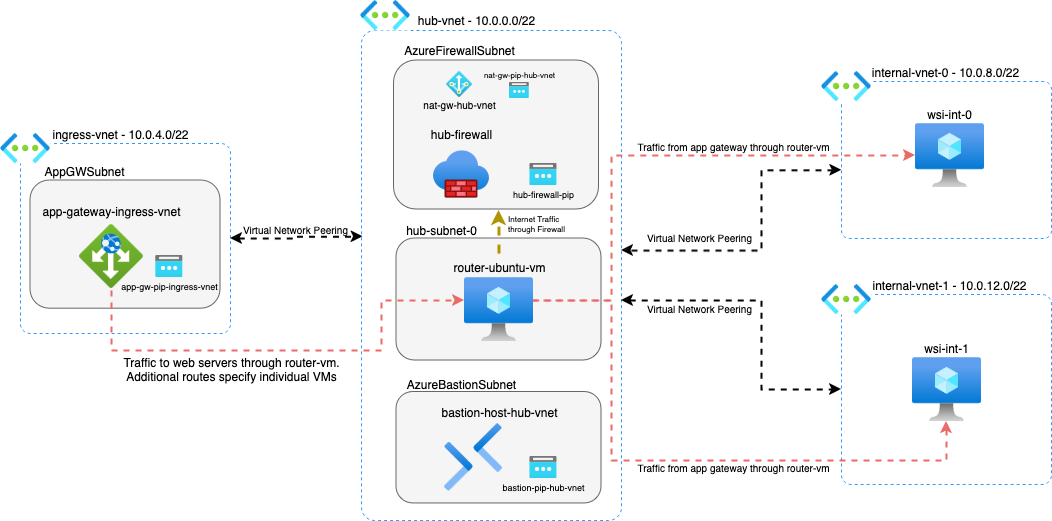 hub-vnet - 10.0.0.0/22
AzureFirewallSubnet
nat-gw-pip-hub-vnet
nat-gw-hub-vnet
hub-firewall
hub-firewall-pip
Internet Traffic
through Firewall
hub-subnet-0
router-ubuntu-vm
AzureBastionSubnet
bastion-host-hub-vnet
bastion-pip-hub-vnet
ingress-vnet - 10.0.4.0/22
AppGWSubnet
app-gateway-ingress-vnet
app-gw-pip-ingress-vnet
Virtual Network Peering
Traffic to web servers through router-vm.
Additional routes specify individual VMs
internal-vnet-0 - 10.0.8.0/22
wsi-int-0
Traffic from app gateway through router-vm
Virtual Network Peering
internal-vnet-1 - 10.0.12.0/22
Virtual Network Peering
wsi-int-1
Traffic from app gateway through router-vm